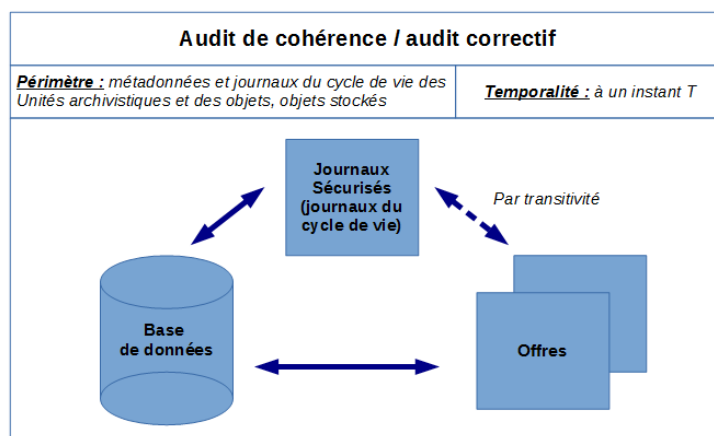 Audit de cohérence / audit correctif
Périmètre : métadonnées et journaux du cycle de vie des
Unités archivistiques et des objets, objets stockés
Temporalité : à un instant T
Journaux
Sécurisés
(journaux du
cycle de vie)
Par transitivité
Base
de données
Offres